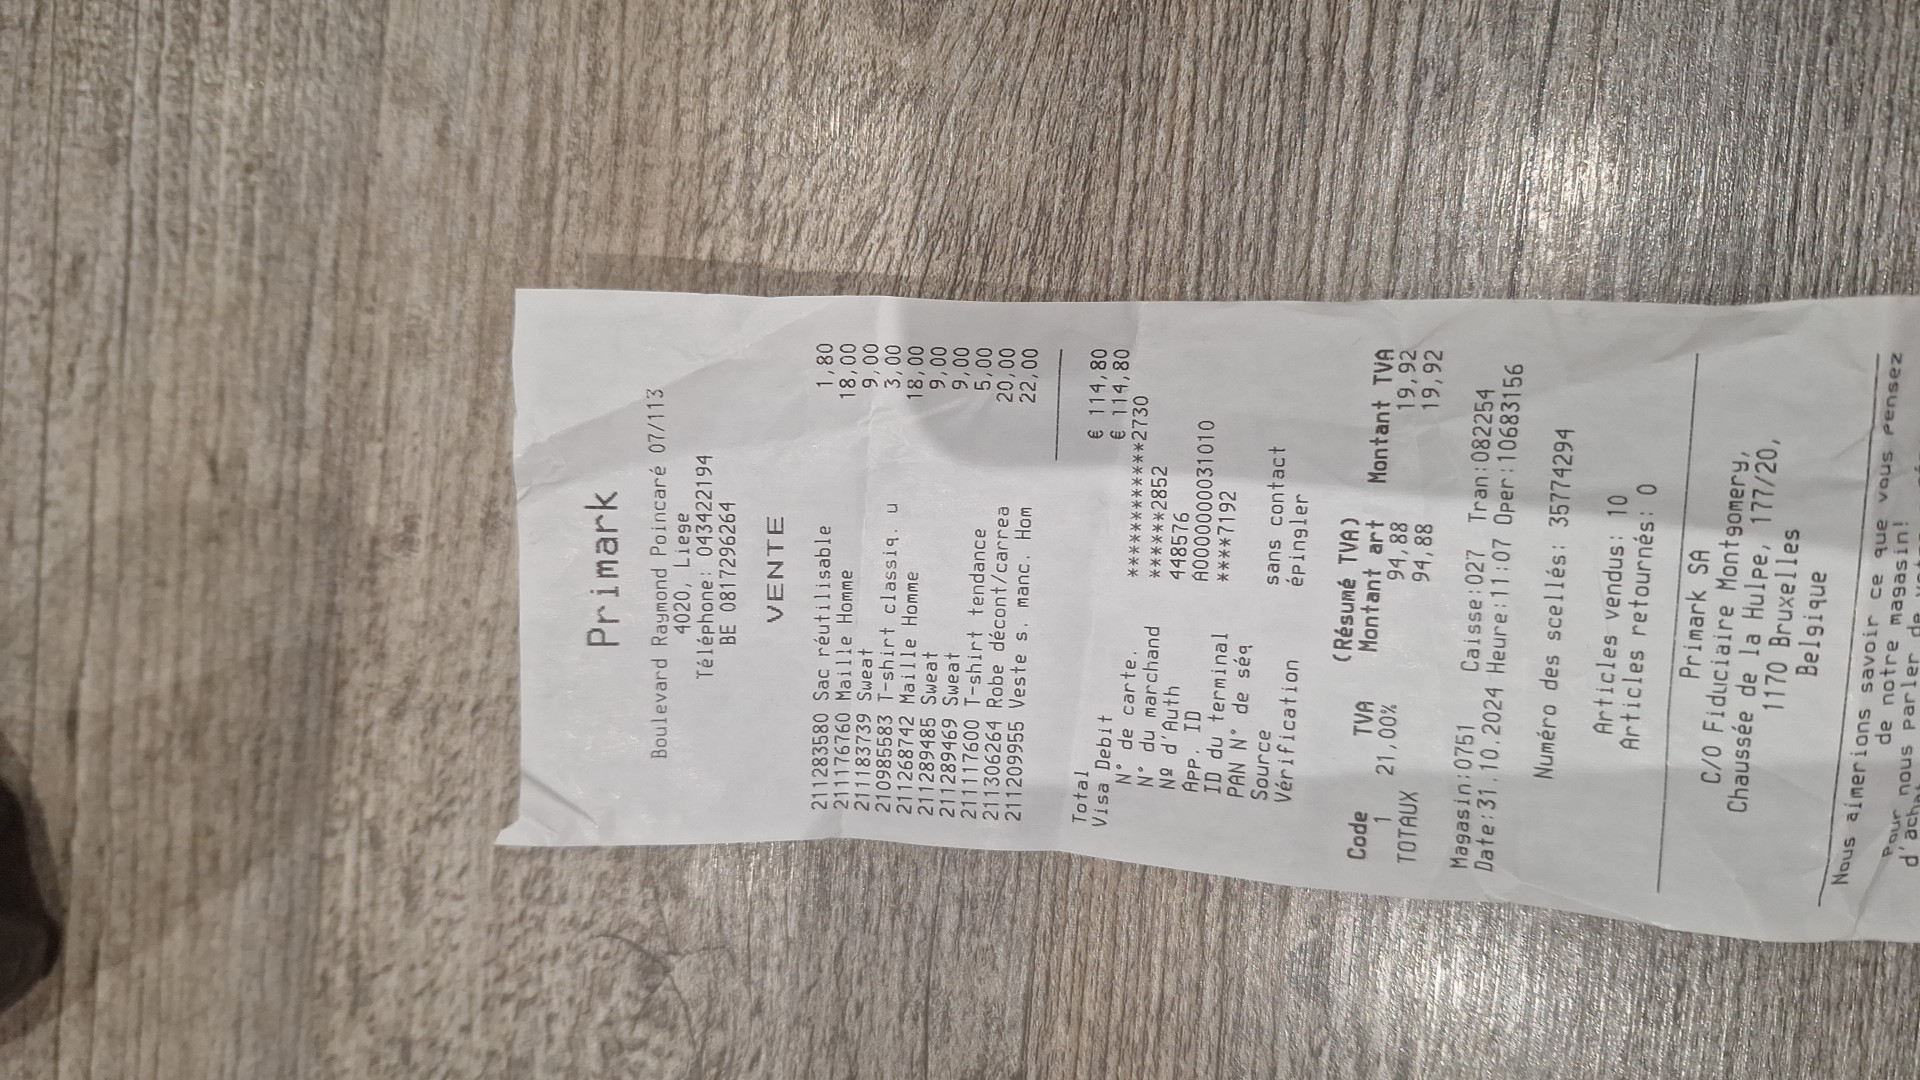 Primark
Boulevard Raymond Poincaré 07/113
4020, Liege
Téléphone: 043422194
BE 0817296264
VENTE
211283580 Sac réutilisable 1,80
211176760 Maille Homme 18,00
211183739 Sweat 9,00
210985583 T-shirt classiq. u 3,00
211268742 Maille Homme 18,00
211289485 Sweat 9,00
211289469 Sweat 9,00
211117600 T-shirt tendance 5,00
211306264 Robe décont/carrea 20,00
211209955 Veste s. manc. Hom 22,00
Total € 114,80
Visa Debit € 114,80
N° de carte. ************2730
N° du marchand ******2852
Nº d'Auth 448576
App. ID A0000000031010
ID du terminal ****7192
PAN N° de séq
Source sans contact
Vérification épingler
(Résumé TVA)
Code TVA Montant art Montant TVA
1 21,00% 94,88 19,92
TOTAUX 94,88 19,92
Magasin:0751 Caisse:027 Tran:082254
Date:31.10.2024 Heure:11:07 Oper:10683156
Numéro des scellés: 35774294
Articles vendus: 10
Articles retournés: 0
Primark SA
C/O Fiduciaire Montgomery,
Chaussée de la Hulpe, 177/20,
1170 Bruxelles
Belgique
Nous aimerions savoir ce que vous pensez
de notre magasin!
Pour nous parler de